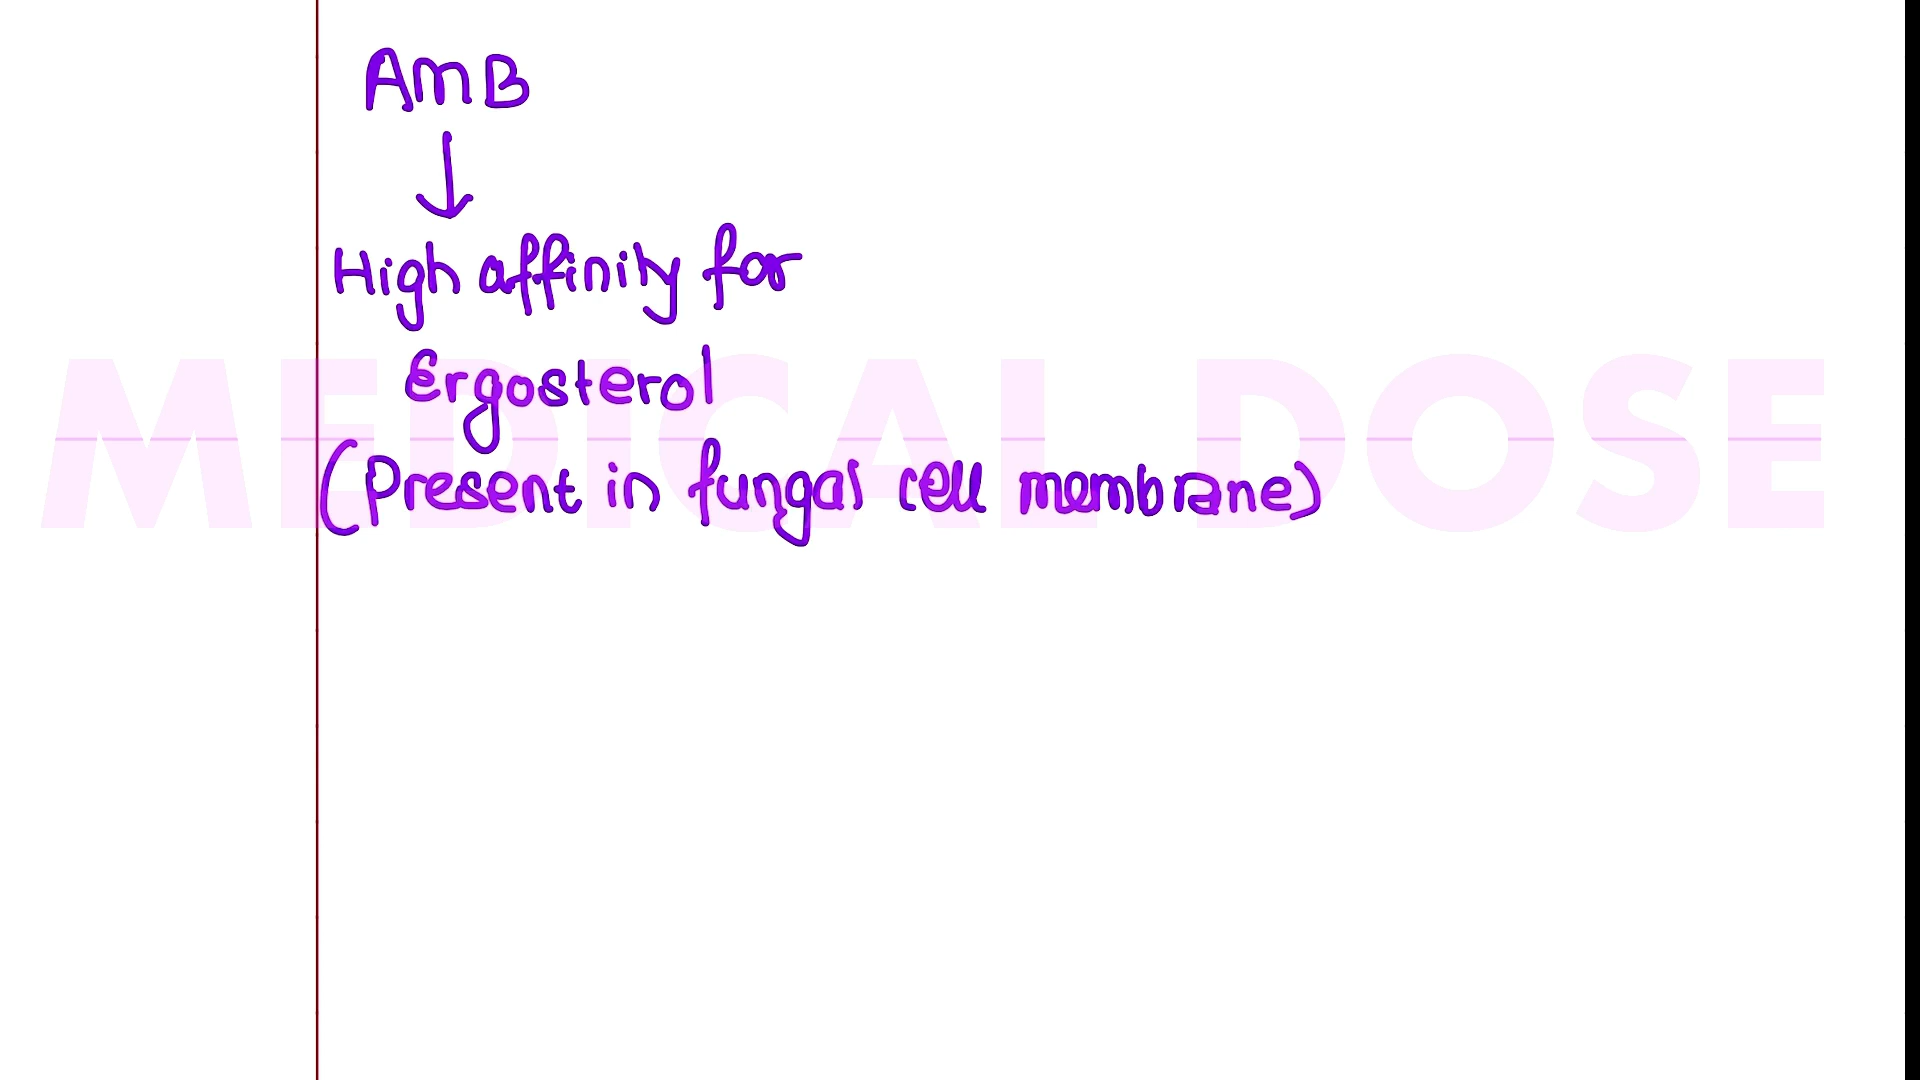 AMB
↓
High affinity for
Ergosterol
(Present in fungal cell membrane)
MEDICAL DOSE